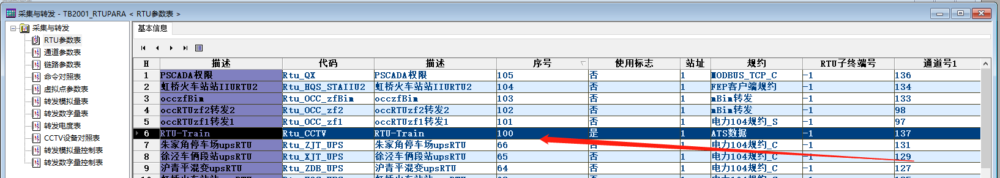 采集与转发 - TB2001_RTUPARA < RTU参数表 >
采集与转发
RTU参数表
通道参数表
链路参数表
命令对照表
虚拟点参数表
转发模拟量表
转发数字量表
转发电度表
CCTV设备对照表
转发模拟量控制表
转发数字量控制表
基本信息
H 描述 代码 描述 序号 使用标志 站址 规约 RTU子终端号 通道号1
1 PSCADA权限 Rtu_QX PSCADA权限 105 否 1 MODBUS_TCP_C -1 136
2 虹桥火车站站IIURTU2 Rtu_HQS_STAIIU2 虹桥火车站站IIURTU2 104 否 1 FEP客户端规约 -1 134
3 occzfBim Rtu_OCC_zfBim occzfBim 103 否 1 mBim转发 -1 133
4 occRTUzf2转发2 Rtu_OCC_zf2 occRTUzf2转发2 102 否 1 mBim转发 -1 98
5 occRTUzf1转发1 Rtu_OCC_zf1 occRTUzf1转发1 101 否 1 电力104规约_S -1 97
6 RTU-Train Rtu_CCTV RTU-Train 100 是 1 ATS数据 -1 137
7 朱家角停车场upsRTU Rtu_ZJT_UPS 朱家角停车场upsRTU 66 否 1 电力104规约_C -1 131
8 徐泾车俩段站upsRTU Rtu_XJT_UPS 徐泾车俩段站upsRTU 65 否 1 电力104规约_C -1 129
9 沪青平混变upsRTU Rtu_ZDB_UPS 沪青平混变upsRTU 64 否 1 电力104规约_C -1 127